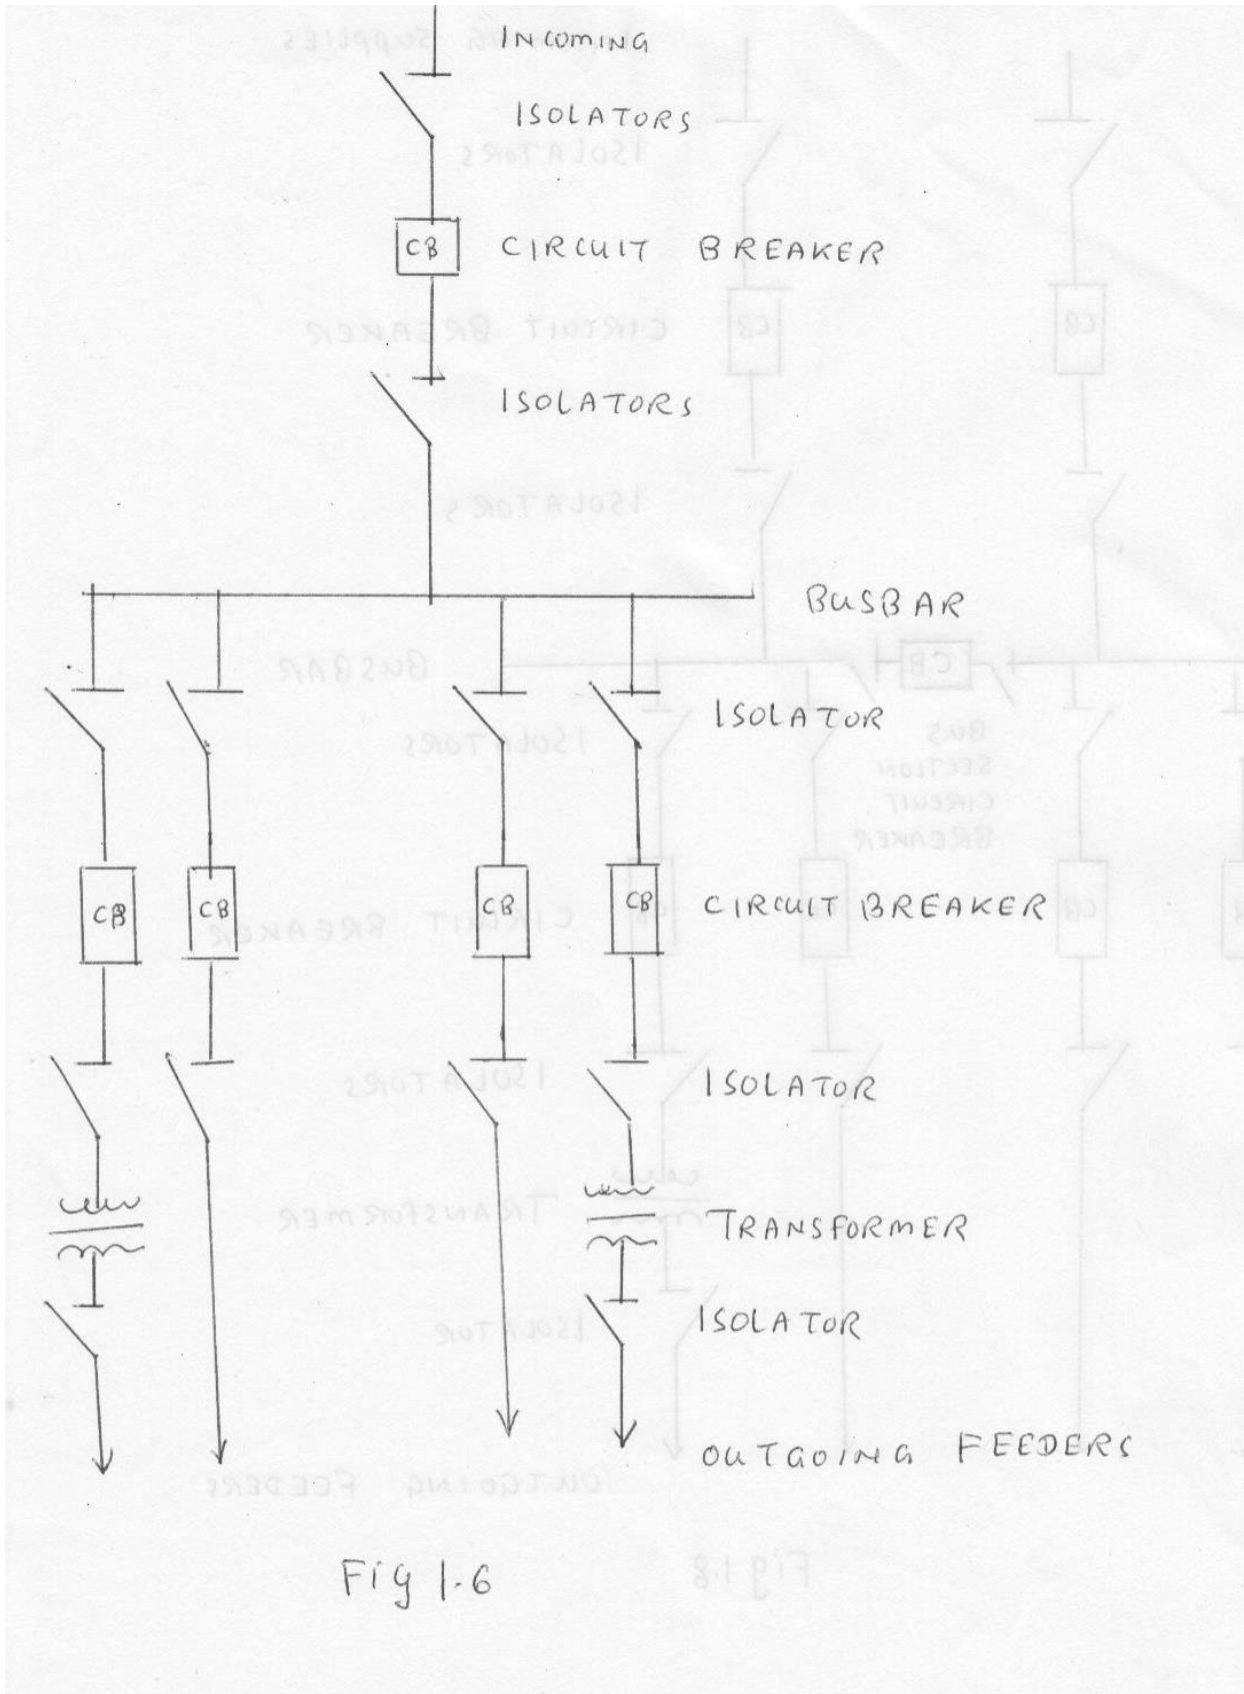 INCOMING
ISOLATORS
CB CIRCUIT BREAKER
ISOLATORS
BUSBAR
ISOLATOR
CB CB CB CB CIRCUIT BREAKER
ISOLATOR
TRANSFORMER
ISOLATOR
OUTGOING FEEDERS
Fig 1.6